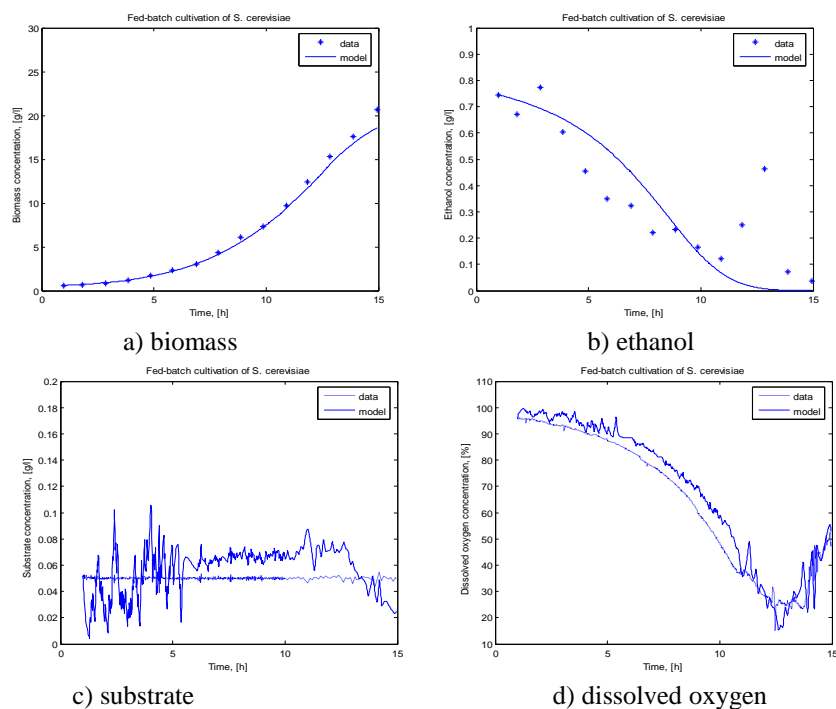 Fed-batch cultivation of S. cerevisiae
30
25
20
15
10
5
0
0 5 10 15
Biomass concentration, [g/l]
Time, [h]
data
model
a) biomass
Fed-batch cultivation of S. cerevisiae
1
0.9
0.8
0.7
0.6
0.5
0.4
0.3
0.2
0.1
0
0 5 10 15
Ethanol concentration, [g/l]
Time, [h]
data
model
b) ethanol
Fed-batch cultivation of S. cerevisiae
0.2
0.18
0.16
0.14
0.12
0.1
0.08
0.06
0.04
0.02
0
0 5 10 15
Substrate concentration, [g/l]
Time, [h]
data
model
c) substrate
Fed-batch cultivation of S. cerevisiae
110
100
90
80
70
60
50
40
30
20
10
0 5 10 15
Dissolved oxygen concentration, [%]
Time, [h]
data
model
d) dissolved oxygen